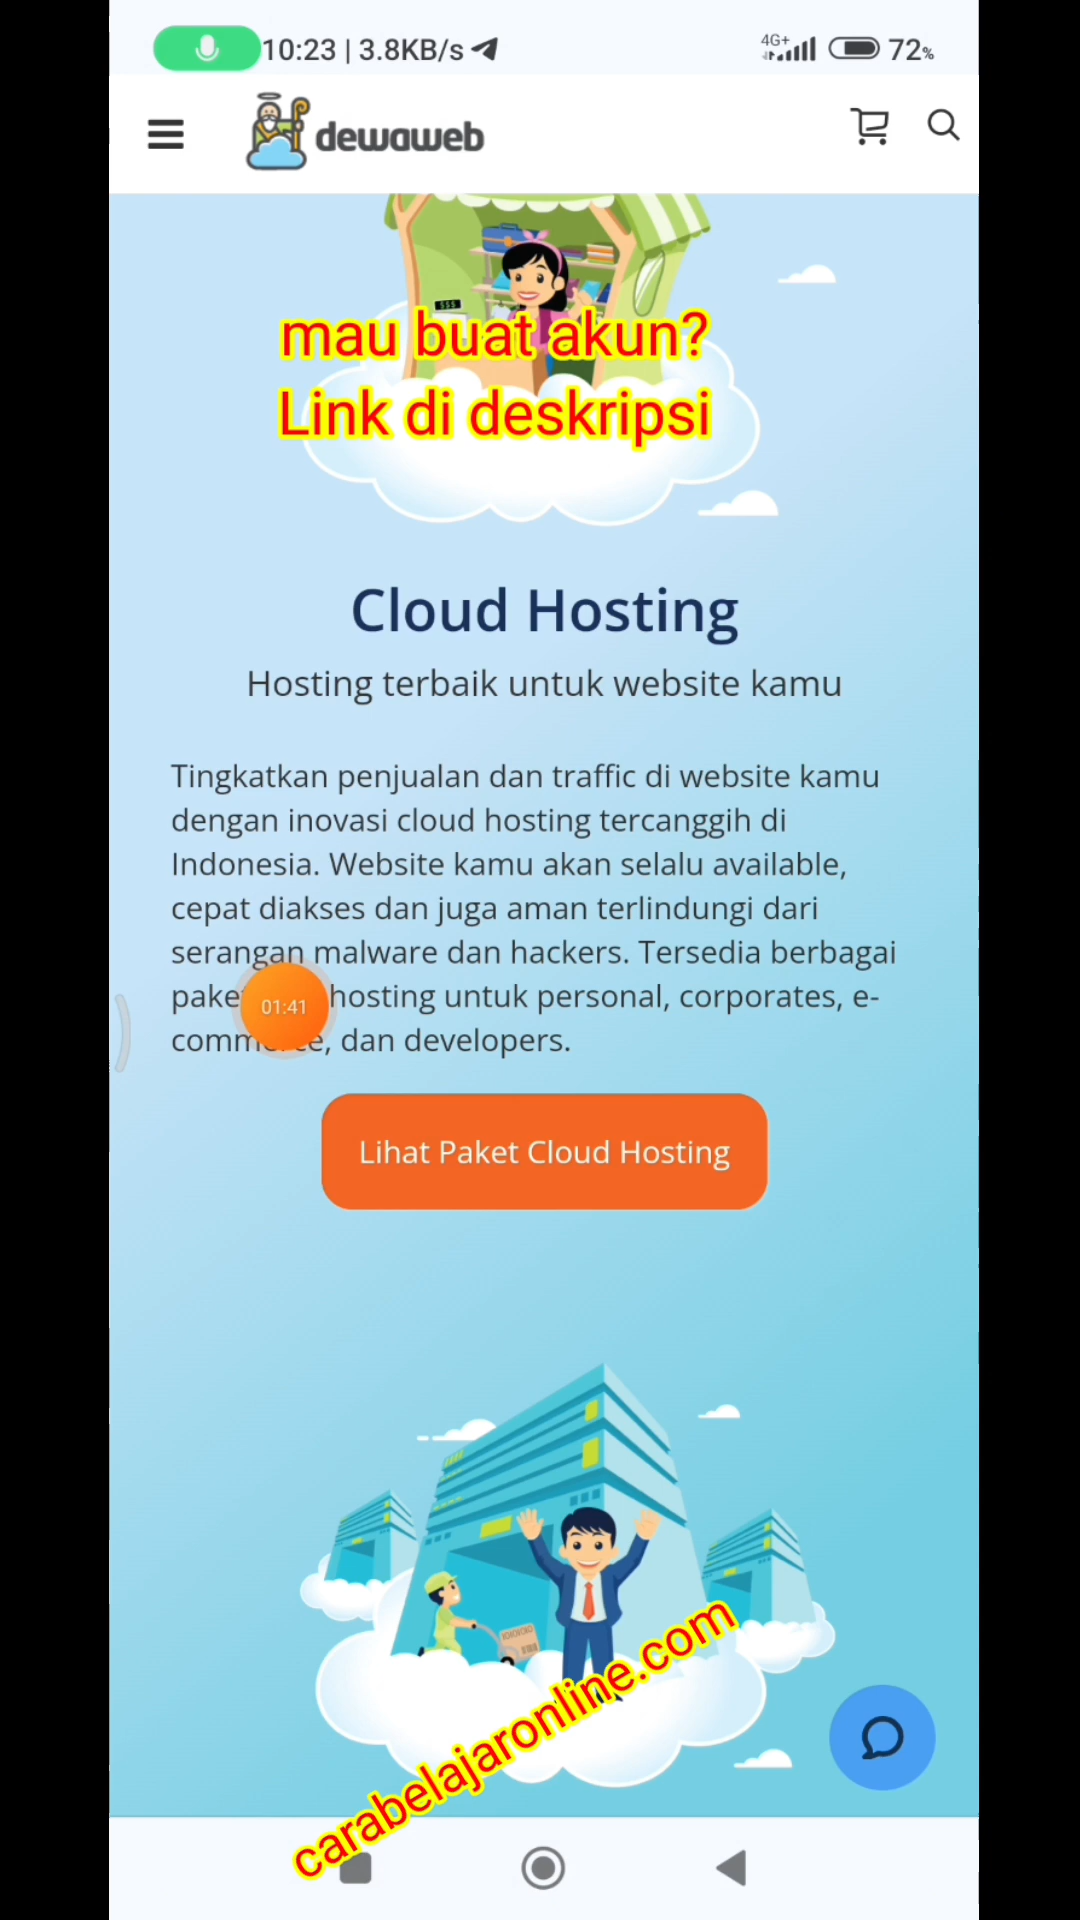 10:23 | 3.8KB/s
4G+
72%
dewaweb
$$$
mau buat akun?
Link di deskripsi
Cloud Hosting
Hosting terbaik untuk website kamu
Tingkatkan penjualan dan traffic di website kamu
dengan inovasi cloud hosting tercanggih di
Indonesia. Website kamu akan selalu available,
cepat diakses dan juga aman terlindungi dari
serangan malware dan hackers. Tersedia berbagai
hosting untuk personal, corporates, e-
dan developers.
01:41
Lihat Paket Cloud Hosting
carabelajaronline.com